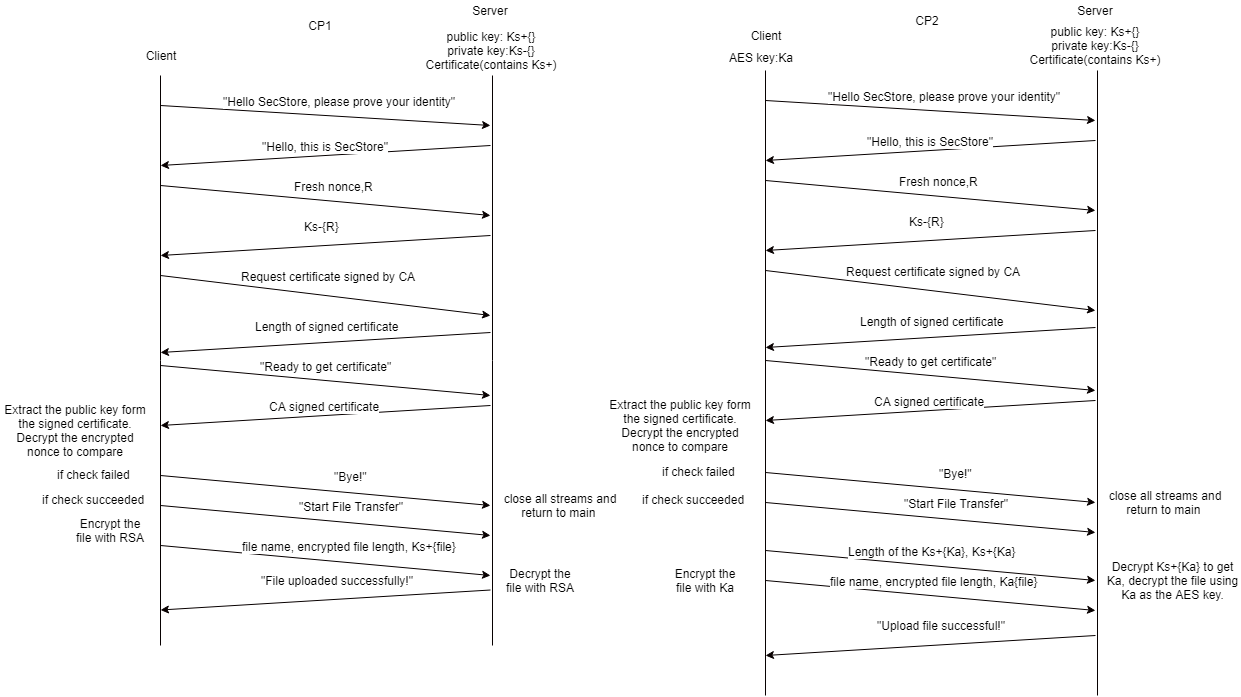 CP1
Server
public key: Ks+{}
private key:Ks-{}
Certificate(contains Ks+)
Client
"Hello SecStore, please prove your identity"
"Hello, this is SecStore"
Fresh nonce,R
Ks-{R}
Request certificate signed by CA
Length of signed certificate
"Ready to get certificate"
CA signed certificate
Extract the public key form
the signed certificate.
Decrypt the encrypted
nonce to compare
if check failed
"Bye!"
close all streams and
return to main
if check succeeded
"Start File Transfer"
Encrypt the
file with RSA
file name, encrypted file length, Ks+{file}
Decrypt the
file with RSA
"File uploaded successfully!"
CP2
Server
public key: Ks+{}
private key:Ks-{}
Certificate(contains Ks+)
Client
AES key:Ka
"Hello SecStore, please prove your identity"
"Hello, this is SecStore"
Fresh nonce,R
Ks-{R}
Request certificate signed by CA
Length of signed certificate
"Ready to get certificate"
CA signed certificate
Extract the public key form
the signed certificate.
Decrypt the encrypted
nonce to compare
if check failed
"Bye!"
close all streams and
return to main
if check succeeded
"Start File Transfer"
Length of the Ks+{Ka}, Ks+{Ka}
Decrypt Ks+{Ka} to get
Ka, decrypt the file using
Ka as the AES key.
Encrypt the
file with Ka
file name, encrypted file length, Ka{file}
"Upload file successful!"